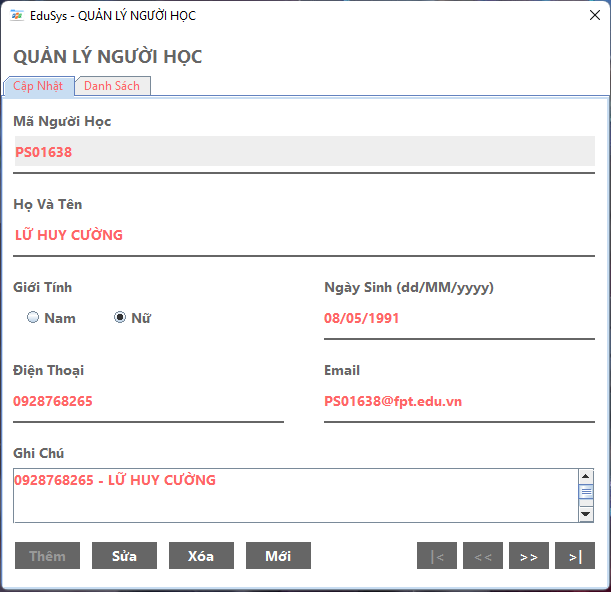 EduSys - QUẢN LÝ NGƯỜI HỌC
QUẢN LÝ NGƯỜI HỌC
Cập Nhật Danh Sách
Mã Người Học
PS01638
Họ Và Tên
LỮ HUY CƯỜNG
Giới Tính Ngày Sinh (dd/MM/yyyy)
Nam Nữ 08/05/1991
Điện Thoại Email
0928768265 PS01638@fpt.edu.vn
Ghi Chú
0928768265 - LỮ HUY CƯỜNG
Thêm Sửa Xóa Mới |< << >> >|